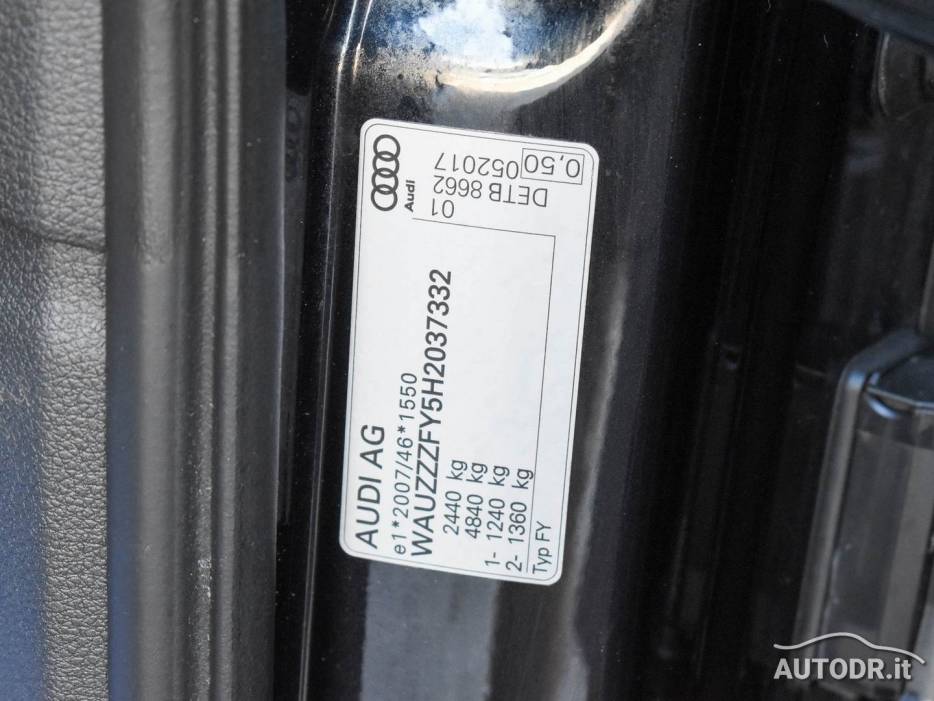 AUDI AG
e1*2007/46*1550
WAUZZZFY5H2037332
2440 kg
4840 kg
1- 1240 kg
2- 1360 kg
Typ FY
Audi
01
DETB 8662
052017
0,50
AUTODR.it